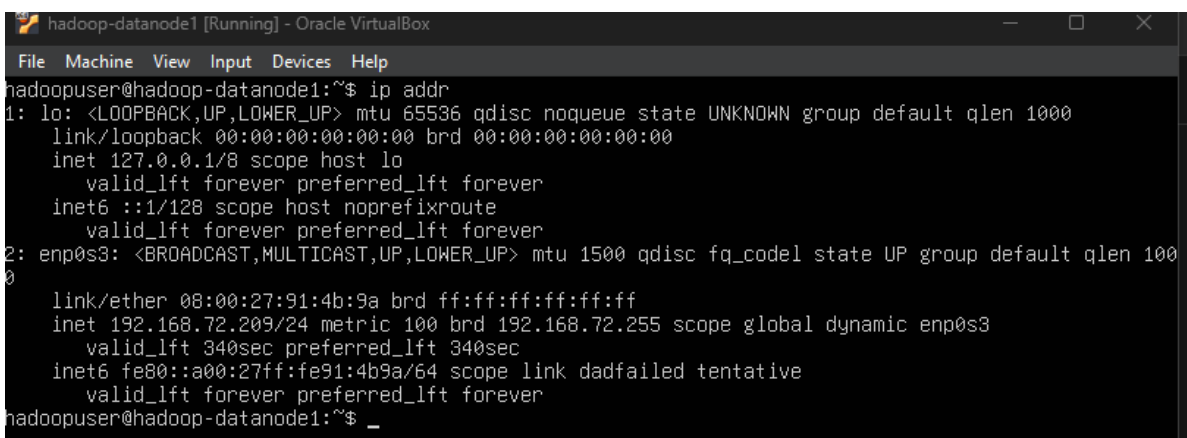 hadoop-datanode1 [Running] - Oracle VirtualBox
File Machine View Input Devices Help
hadoopuser@hadoop-datanode1:~$ ip addr
1: lo: <LOOPBACK,UP,LOWER_UP> mtu 65536 qdisc noqueue state UNKNOWN group default qlen 1000
    link/loopback 00:00:00:00:00:00 brd 00:00:00:00:00:00
    inet 127.0.0.1/8 scope host lo
       valid_lft forever preferred_lft forever
    inet6 ::1/128 scope host noprefixroute
       valid_lft forever preferred_lft forever
2: enp0s3: <BROADCAST,MULTICAST,UP,LOWER_UP> mtu 1500 qdisc fq_codel state UP group default qlen 100
0
    link/ether 08:00:27:91:4b:9a brd ff:ff:ff:ff:ff:ff
    inet 192.168.72.209/24 metric 100 brd 192.168.72.255 scope global dynamic enp0s3
       valid_lft 340sec preferred_lft 340sec
    inet6 fe80::a00:27ff:fe91:4b9a/64 scope link dadfailed tentative
       valid_lft forever preferred_lft forever
hadoopuser@hadoop-datanode1:~$ _